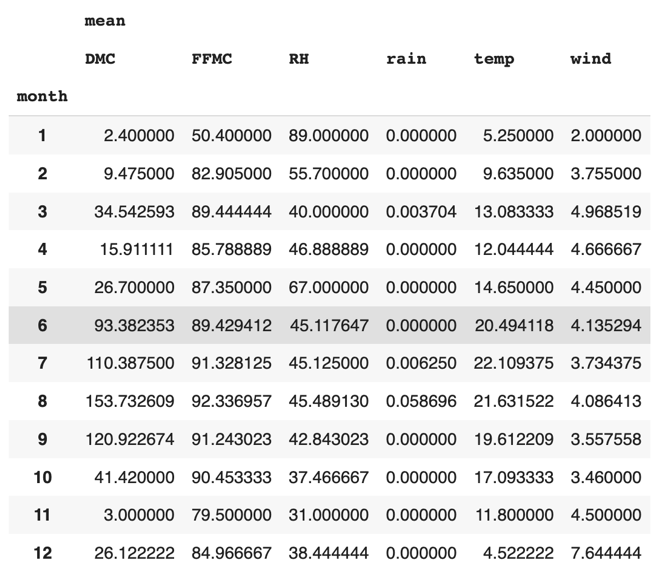 mean
DMC FFMC RH rain temp wind
month
1 2.400000 50.400000 89.000000 0.000000 5.250000 2.000000
2 9.475000 82.905000 55.700000 0.000000 9.635000 3.755000
3 34.542593 89.444444 40.000000 0.003704 13.083333 4.968519
4 15.911111 85.788889 46.888889 0.000000 12.044444 4.666667
5 26.700000 87.350000 67.000000 0.000000 14.650000 4.450000
6 93.382353 89.429412 45.117647 0.000000 20.494118 4.135294
7 110.387500 91.328125 45.125000 0.006250 22.109375 3.734375
8 153.732609 92.336957 45.489130 0.058696 21.631522 4.086413
9 120.922674 91.243023 42.843023 0.000000 19.612209 3.557558
10 41.420000 90.453333 37.466667 0.000000 17.093333 3.460000
11 3.000000 79.500000 31.000000 0.000000 11.800000 4.500000
12 26.122222 84.966667 38.444444 0.000000 4.522222 7.644444